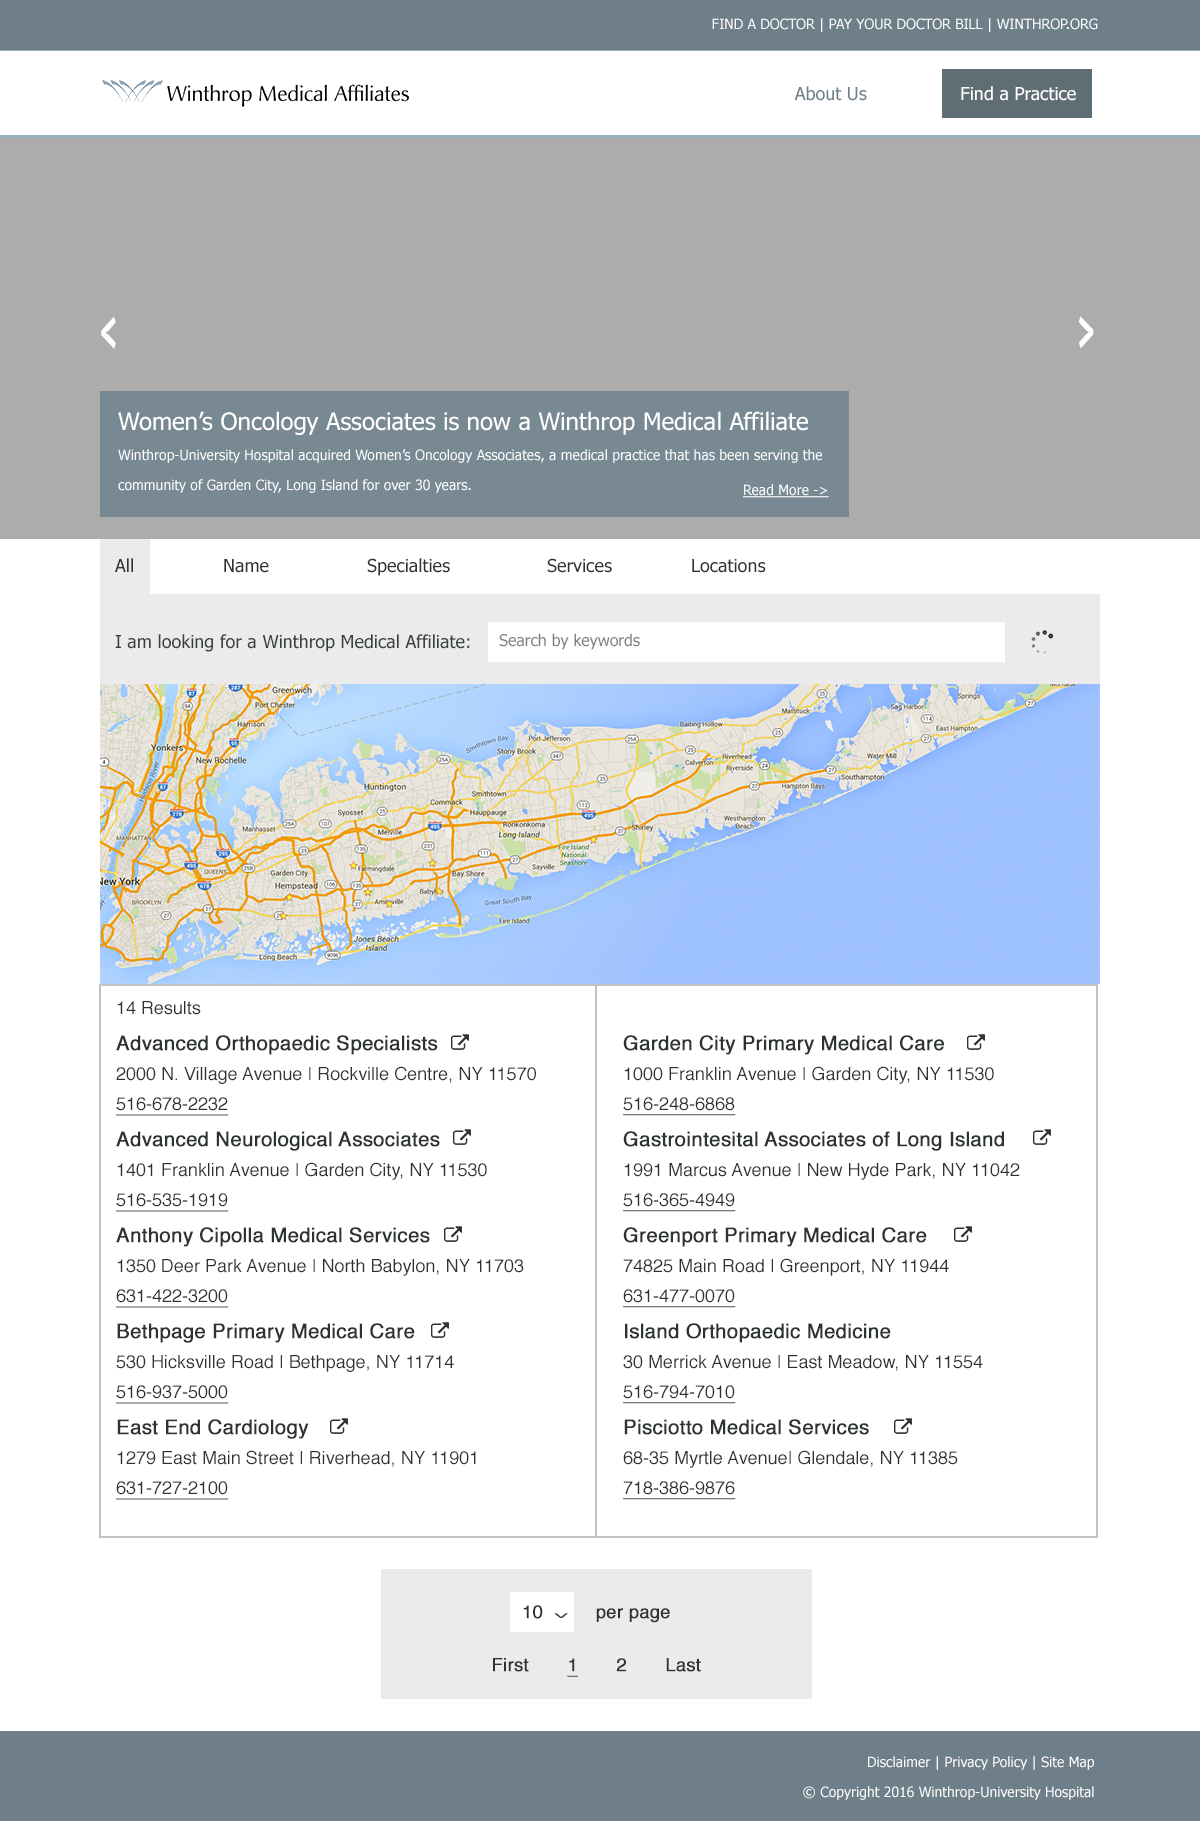 FIND A DOCTOR | PAY YOUR DOCTOR BILL | WINTHROP.ORG
Winthrop Medical Affiliates
About Us
Find a Practice
Women's Oncology Associates is now a Winthrop Medical Affiliate
Winthrop-University Hospital acquired Women's Oncology Associates, a medical practice that has been serving the
community of Garden City, Long Island for over 30 years.
Read More ->
All Name Specialties Services Locations
I am looking for a Winthrop Medical Affiliate: Search by keywords
Greenwich
Port Chester
Harrison
Yonkers
New Rochelle
Hudson River
MANHATTAN
New York
QUEENS
BROOKLYN
Manhasset
Garden City
Hempstead
Long Beach
Jones Beach
Island
Huntington
Syosset
Melville
Farmingdale
Amityville
Commack
Smithtown
Hauppauge
Ronkonkoma
Long Island
Bay Shore
Sayville
Great South Bay
Fire Island
Smithtown Bay
Stony Brook
Port Jefferson
Fire Island
National
Seashore
Shirley
Baiting Hollow
Calverton
Riverhead
Riverside
Westhampton
Beach
Hampton Bays
Mattituck
Southampton
Water Mill
Sag Harbor
East Hampton
Springs
14 Results
Advanced Orthopaedic Specialists
2000 N. Village Avenue | Rockville Centre, NY 11570
516-678-2232
Advanced Neurological Associates
1401 Franklin Avenue | Garden City, NY 11530
516-535-1919
Anthony Cipolla Medical Services
1350 Deer Park Avenue | North Babylon, NY 11703
631-422-3200
Bethpage Primary Medical Care
530 Hicksville Road | Bethpage, NY 11714
516-937-5000
East End Cardiology
1279 East Main Street | Riverhead, NY 11901
631-727-2100
Garden City Primary Medical Care
1000 Franklin Avenue | Garden City, NY 11530
516-248-6868
Gastrointesital Associates of Long Island
1991 Marcus Avenue | New Hyde Park, NY 11042
516-365-4949
Greenport Primary Medical Care
74825 Main Road | Greenport, NY 11944
631-477-0070
Island Orthopaedic Medicine
30 Merrick Avenue | East Meadow, NY 11554
516-794-7010
Pisciotto Medical Services
68-35 Myrtle Avenue| Glendale, NY 11385
718-386-9876
10 per page
First 1 2 Last
Disclaimer | Privacy Policy | Site Map
© Copyright 2016 Winthrop-University Hospital